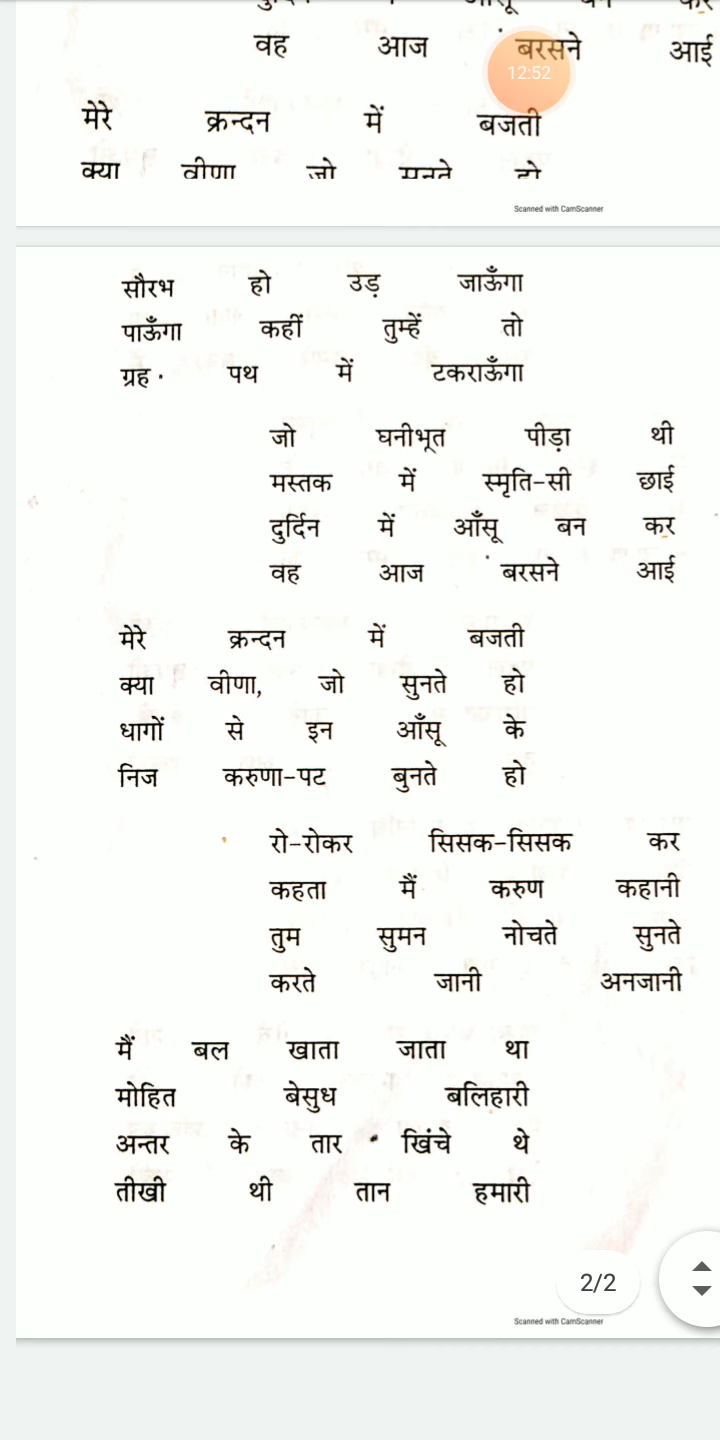 वह आज बरसने आई
12:52
मेरे क्रन्दन में बजती
क्या वीणा जो सुनते हो
Scanned with CamScanner
सौरभ हो उड़ जाऊँगा
पाऊँगा कहीं तुम्हें तो
ग्रह पथ में टकराऊँगा
जो घनीभूत पीड़ा थी
मस्तक में स्मृति-सी छाई
दुर्दिन में आँसू बन कर
वह आज बरसने आई
मेरे क्रन्दन में बजती
क्या वीणा, जो सुनते हो
धागों से इन आँसू के
निज करुणा-पट बुनते हो
रो-रोकर सिसक-सिसक कर
कहता मैं करुण कहानी
तुम सुमन नोचते सुनते
करते जानी अनजानी
मैं बल खाता जाता था
मोहित बेसुध बलिहारी
अन्तर के तार खिंचे थे
तीखी थी तान हमारी
2/2
Scanned with CamScanner